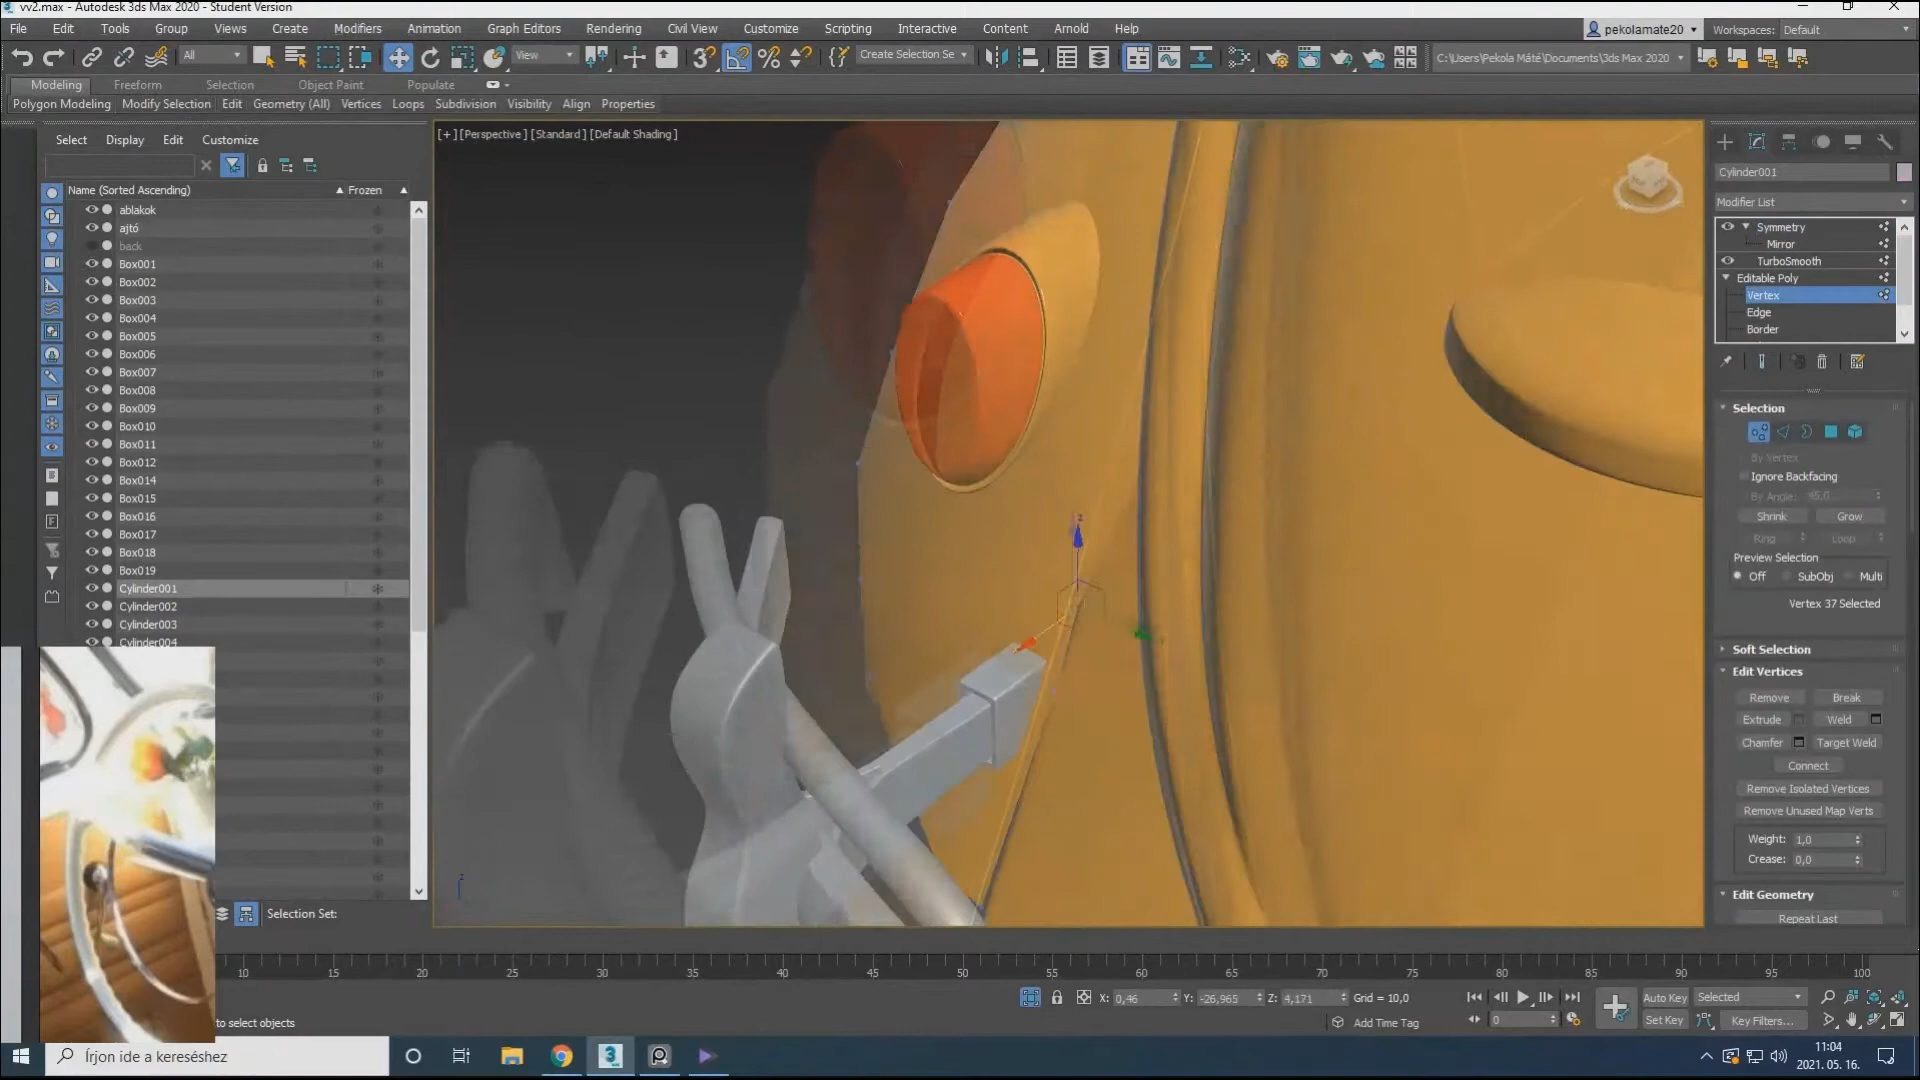 vv2.max - Autodesk 3ds Max 2020 - Student Version
File Edit Tools Group Views Create Modifiers Animation Graph Editors Rendering Civil View Customize Scripting Interactive Content Arnold Help
pekolamate20 Workspaces: Default
All View Create Selection Se C:\Users\Pekola Máté\Documents\3ds Max 2020
Modeling Freeform Selection Object Paint Populate
Polygon Modeling Modify Selection Edit Geometry (All) Vertices Loops Subdivision Visibility Align Properties
Select Display Edit Customize
[+] [Perspective] [Standard] [Default Shading]
Name (Sorted Ascending) Frozen
ablakok
ajtó
back
Box001
Box002
Box003
Box004
Box005
Box006
Box007
Box008
Box009
Box010
Box011
Box012
Box014
Box015
Box016
Box017
Box018
Box019
Cylinder001
Cylinder002
Cylinder003
Cylinder004
Selection Set:
z
z
Cylinder001
Modifier List
Symmetry
Mirror
TurboSmooth
Editable Poly
Vertex
Edge
Border
Selection
By Vertex
Ignore Backfacing
By Angle: 45,0
Shrink Grow
Ring Loop
Preview Selection
Off SubObj Multi
Vertex 37 Selected
Soft Selection
Edit Vertices
Remove Break
Extrude Weld
Chamfer Target Weld
Connect
Remove Isolated Vertices
Remove Unused Map Verts
Weight: 1,0
Crease: 0,0
Edit Geometry
Repeat Last
10 15 20 25 30 35 40 45 50 55 60 65 70 75 80 85 90 95 100
X: 0,46 Y: -26,965 Z: 4,171 Grid = 10,0
Auto Key Selected
to select objects
Add Time Tag
0
Set Key Key Filters...
Írjon ide a kereséshez
3
11:04
2021. 05. 16.